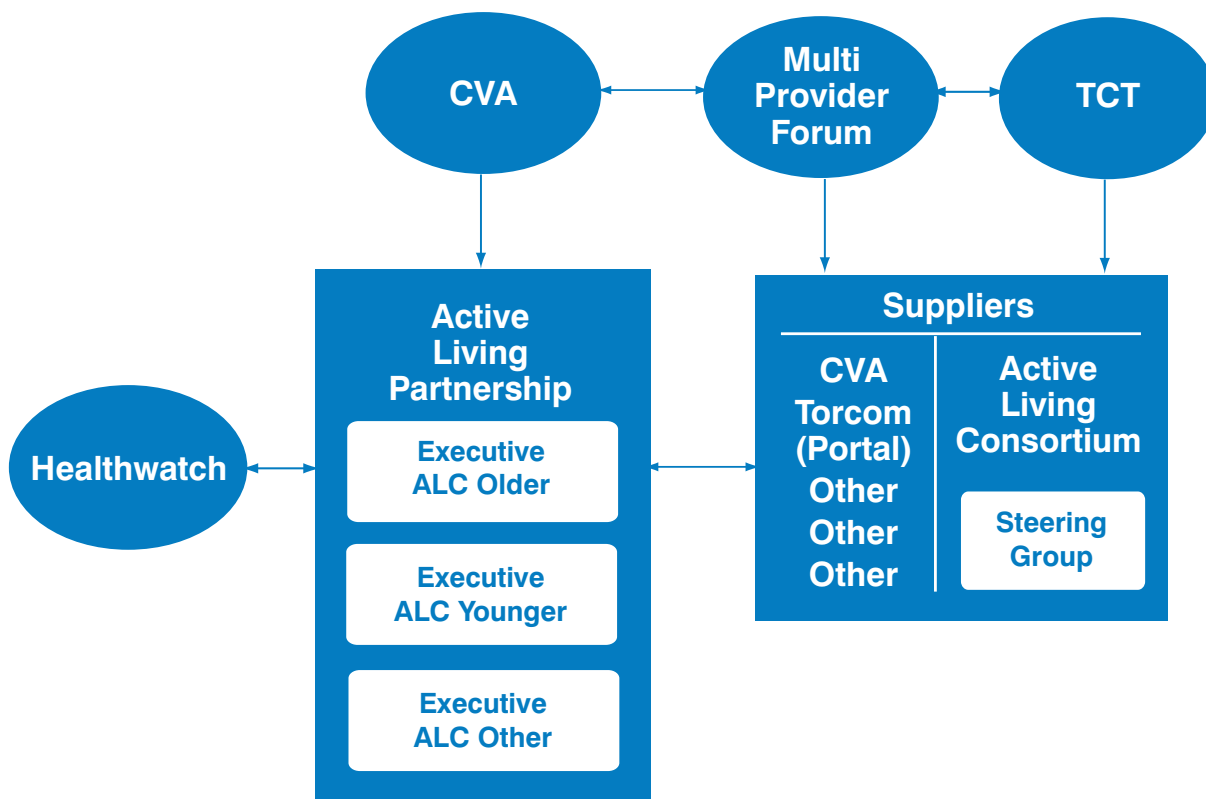 CVA
Multi
Provider
Forum
TCT
Healthwatch
Active
Living
Partnership
Executive
ALC Older
Executive
ALC Younger
Executive
ALC Other
Suppliers
CVA
Torcom
(Portal)
Other
Other
Other
Active
Living
Consortium
Steering
Group